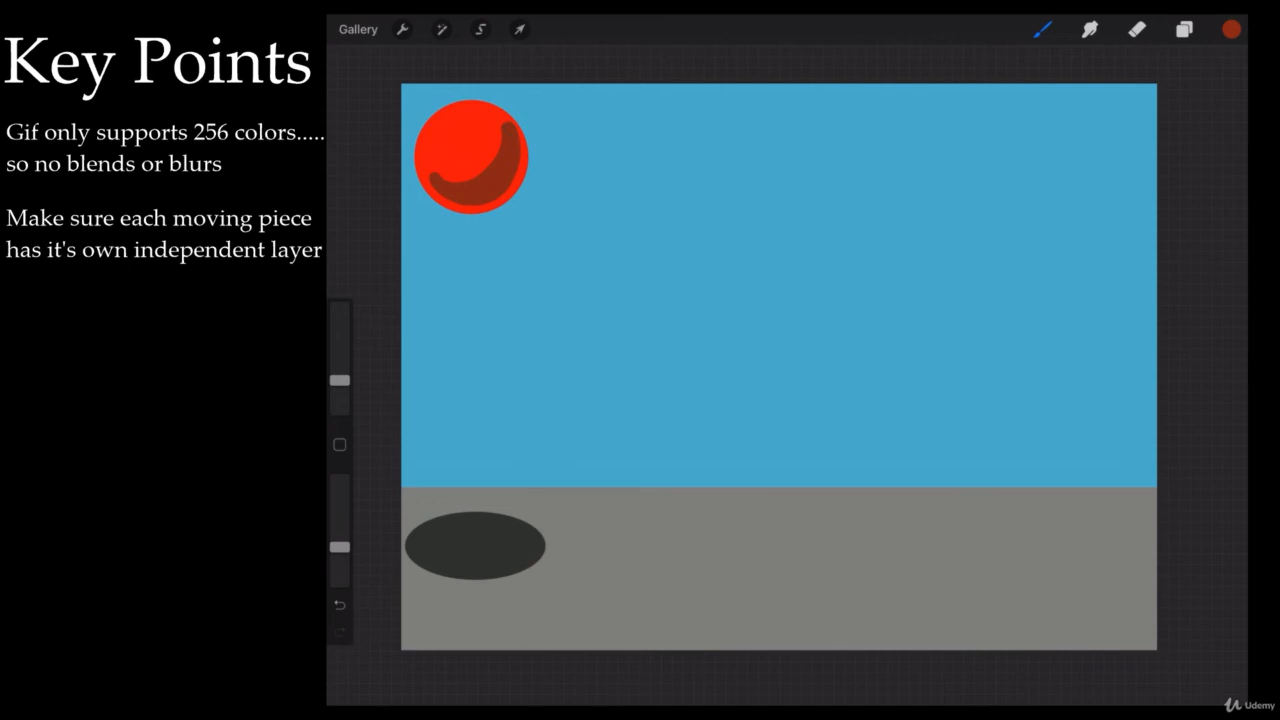 Key Points
Gif only supports 256 colors.....
so no blends or blurs
Make sure each moving piece
has it's own independent layer
Gallery
Udemy